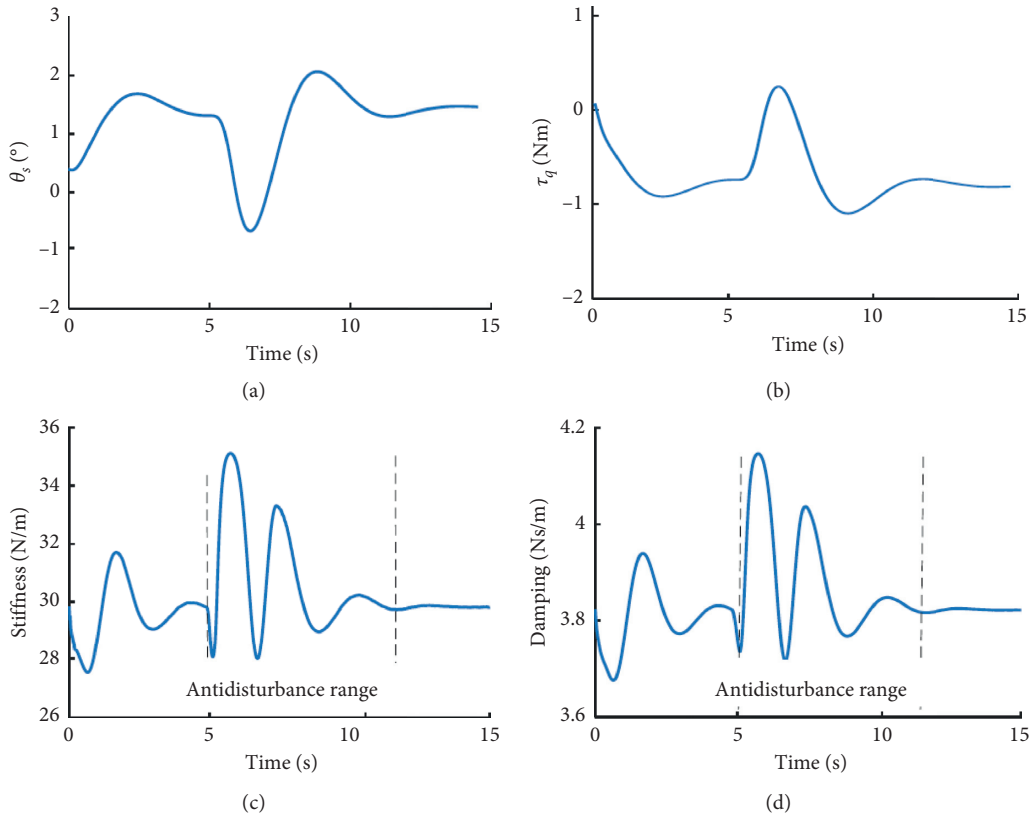 3
2
1
0
−1
−2
θs (°)
0
5
10
15
Time (s)
(a)
1
0
−1
−2
τq (Nm)
0
5
10
15
Time (s)
(b)
36
34
32
30
28
26
Stiffness (N/m)
Antidisturbance range
0
5
10
15
Time (s)
(c)
4.2
4
3.8
3.6
Damping (Ns/m)
Antidisturbance range
0
5
10
15
Time (s)
(d)